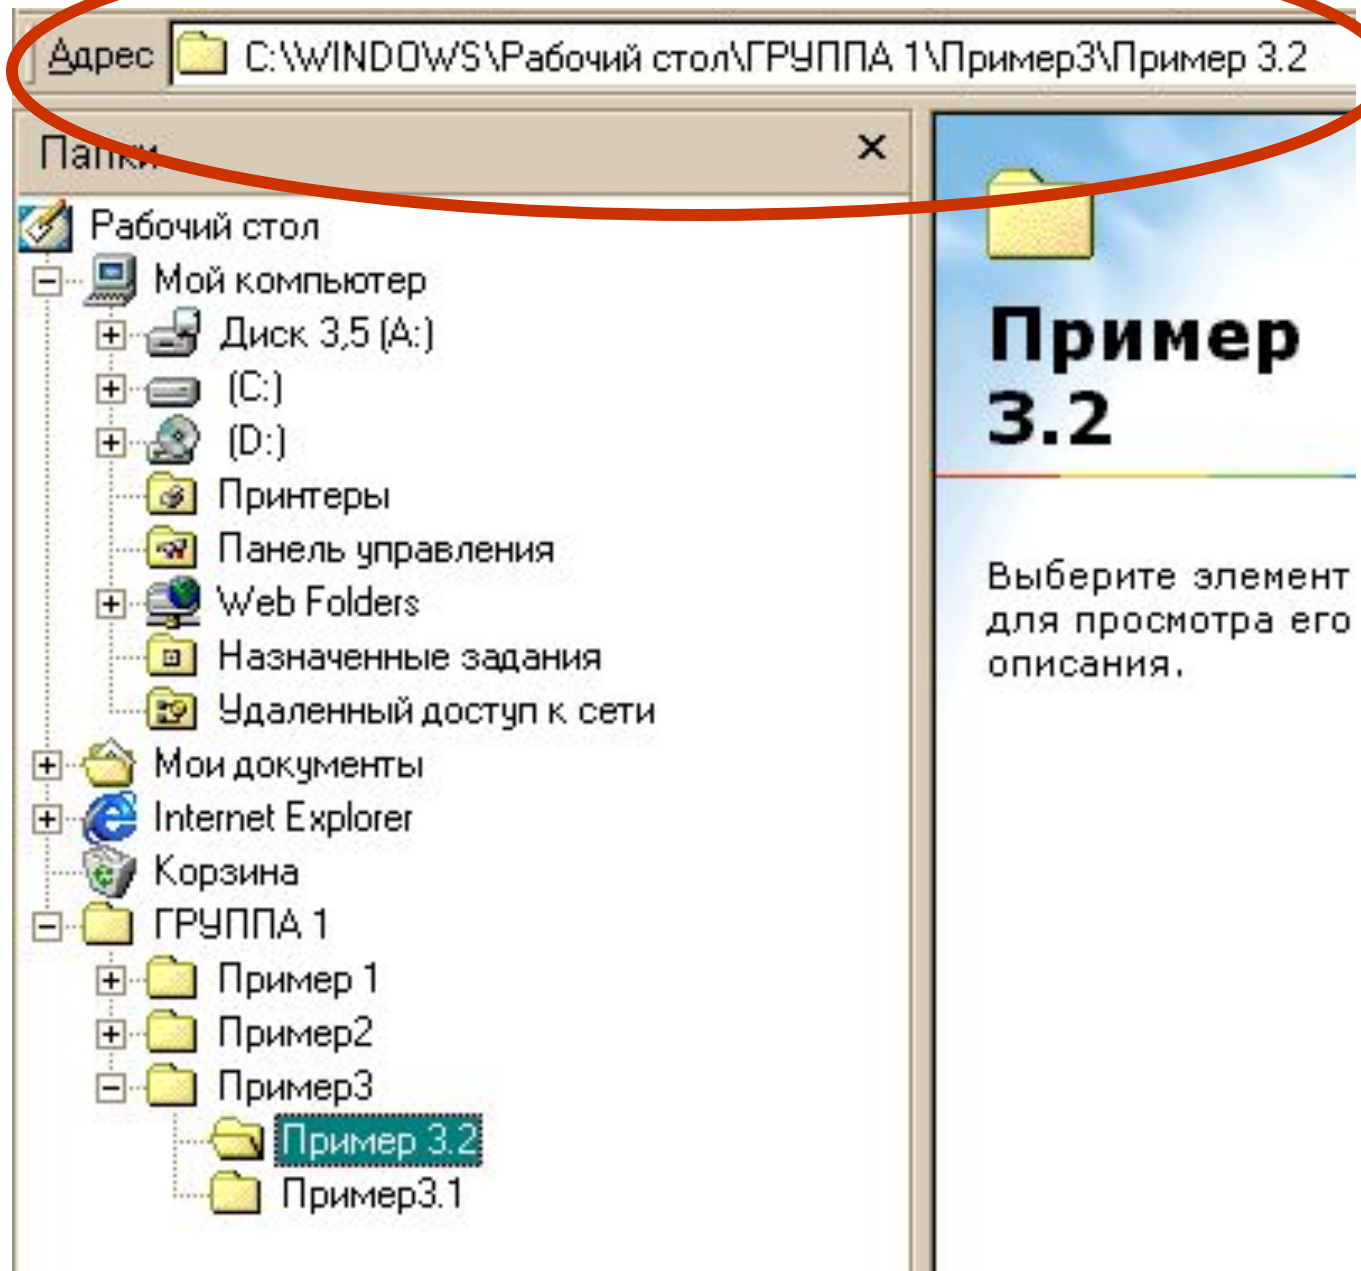 Адрес C:\WINDOWS\Рабочий стол\ГРУППА 1\Пример3\Пример 3.2
Папки
Рабочий стол
Мой компьютер
Диск 3,5 (A:)
(C:)
(D:)
Принтеры
Панель управления
Web Folders
Назначенные задания
Удаленный доступ к сети
Мои документы
Internet Explorer
Корзина
ГРУППА 1
Пример 1
Пример2
Пример3
Пример 3.2
Пример3.1
Пример
3.2
Выберите элемент
для просмотра его
описания.